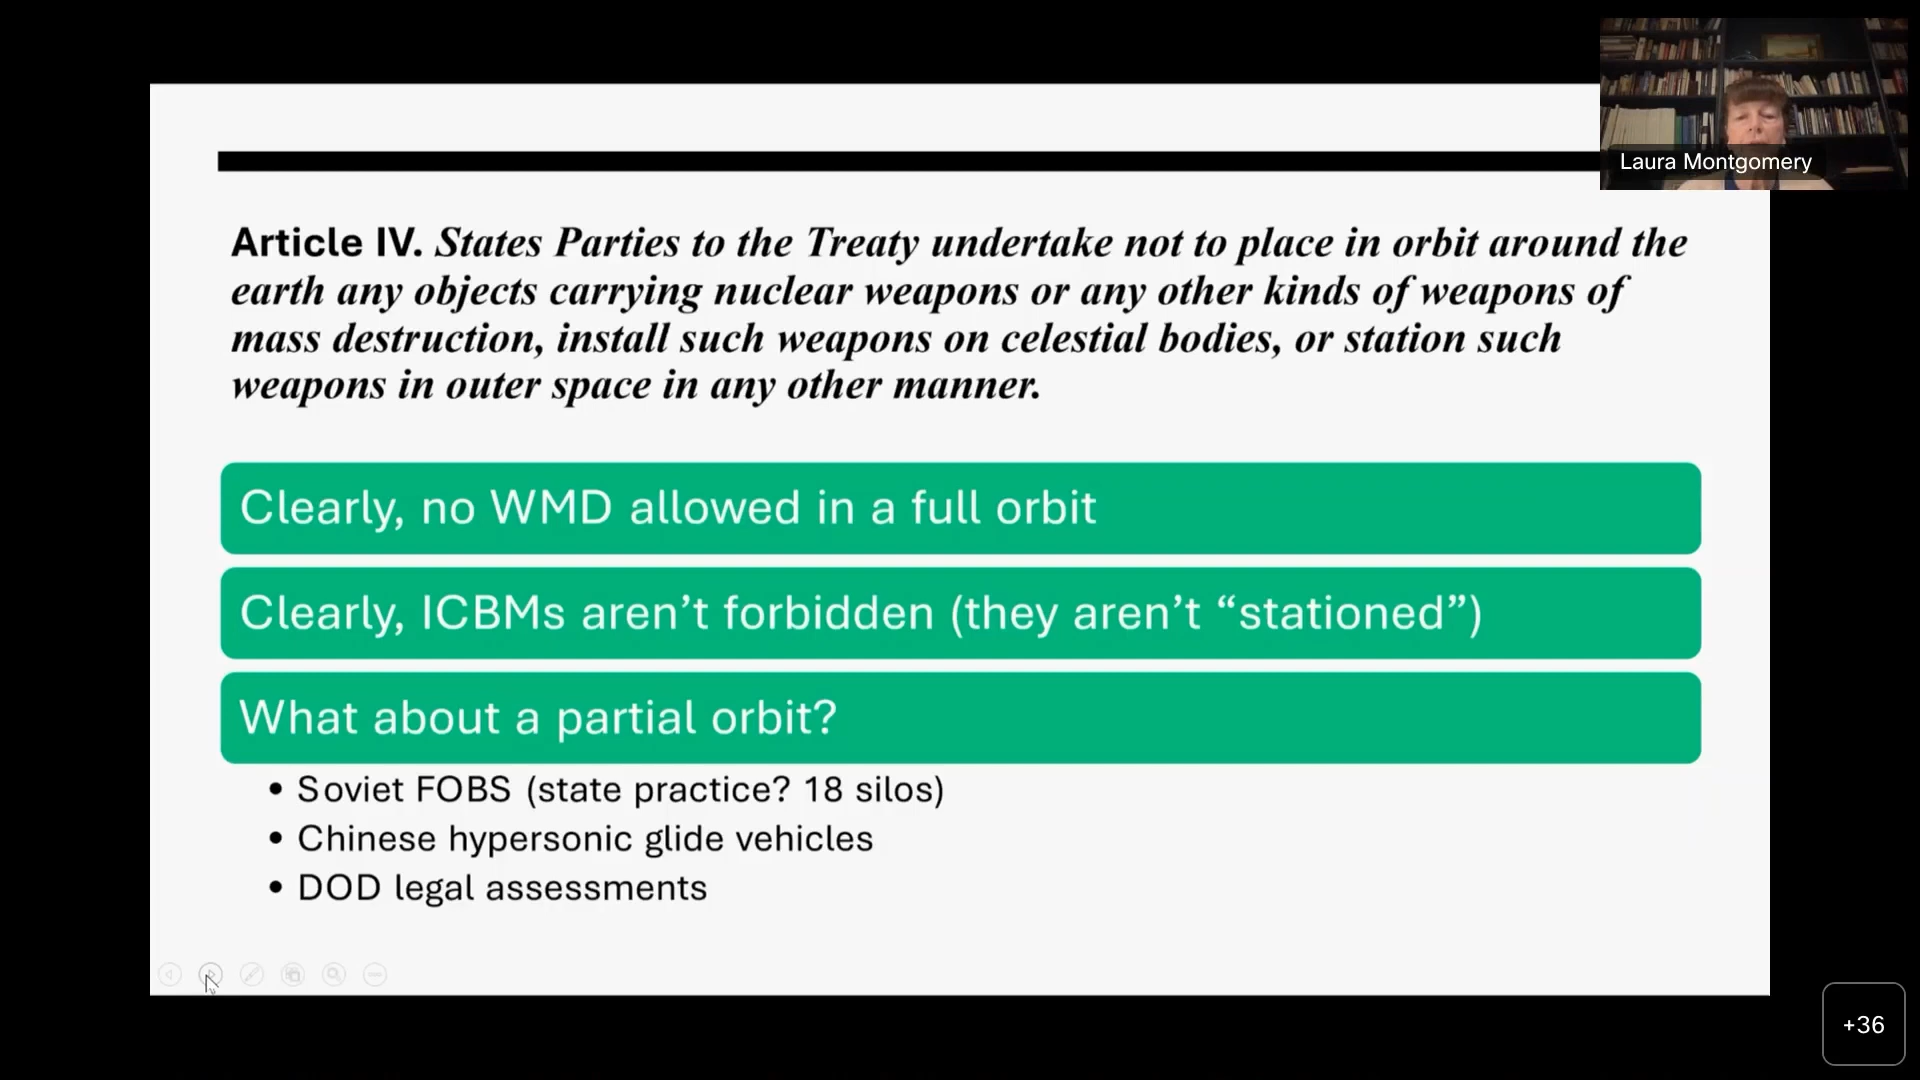 Laura Montgomery
Article IV. States Parties to the Treaty undertake not to place in orbit around the
earth any objects carrying nuclear weapons or any other kinds of weapons of
mass destruction, install such weapons on celestial bodies, or station such
weapons in outer space in any other manner.
Clearly, no WMD allowed in a full orbit
Clearly, ICBMs aren’t forbidden (they aren’t “stationed”)
What about a partial orbit?
• Soviet FOBS (state practice? 18 silos)
• Chinese hypersonic glide vehicles
• DOD legal assessments
+36